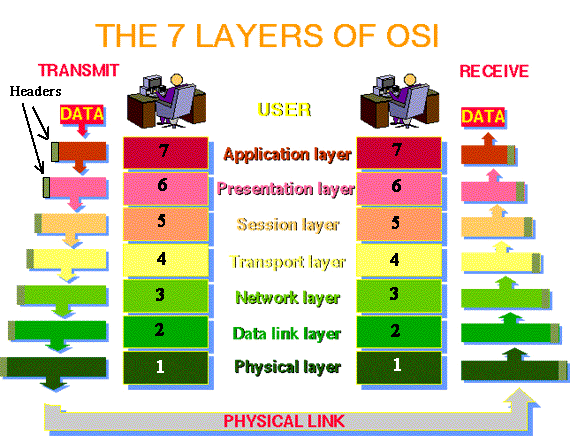 THE 7 LAYERS OF OSI
TRANSMIT
RECEIVE
Headers
DATA
USER
DATA
7 Application layer 7
6 Presentation layer 6
5 Session layer 5
4 Transport layer 4
3 Network layer 3
2 Data link layer 2
1 Physical layer 1
PHYSICAL LINK